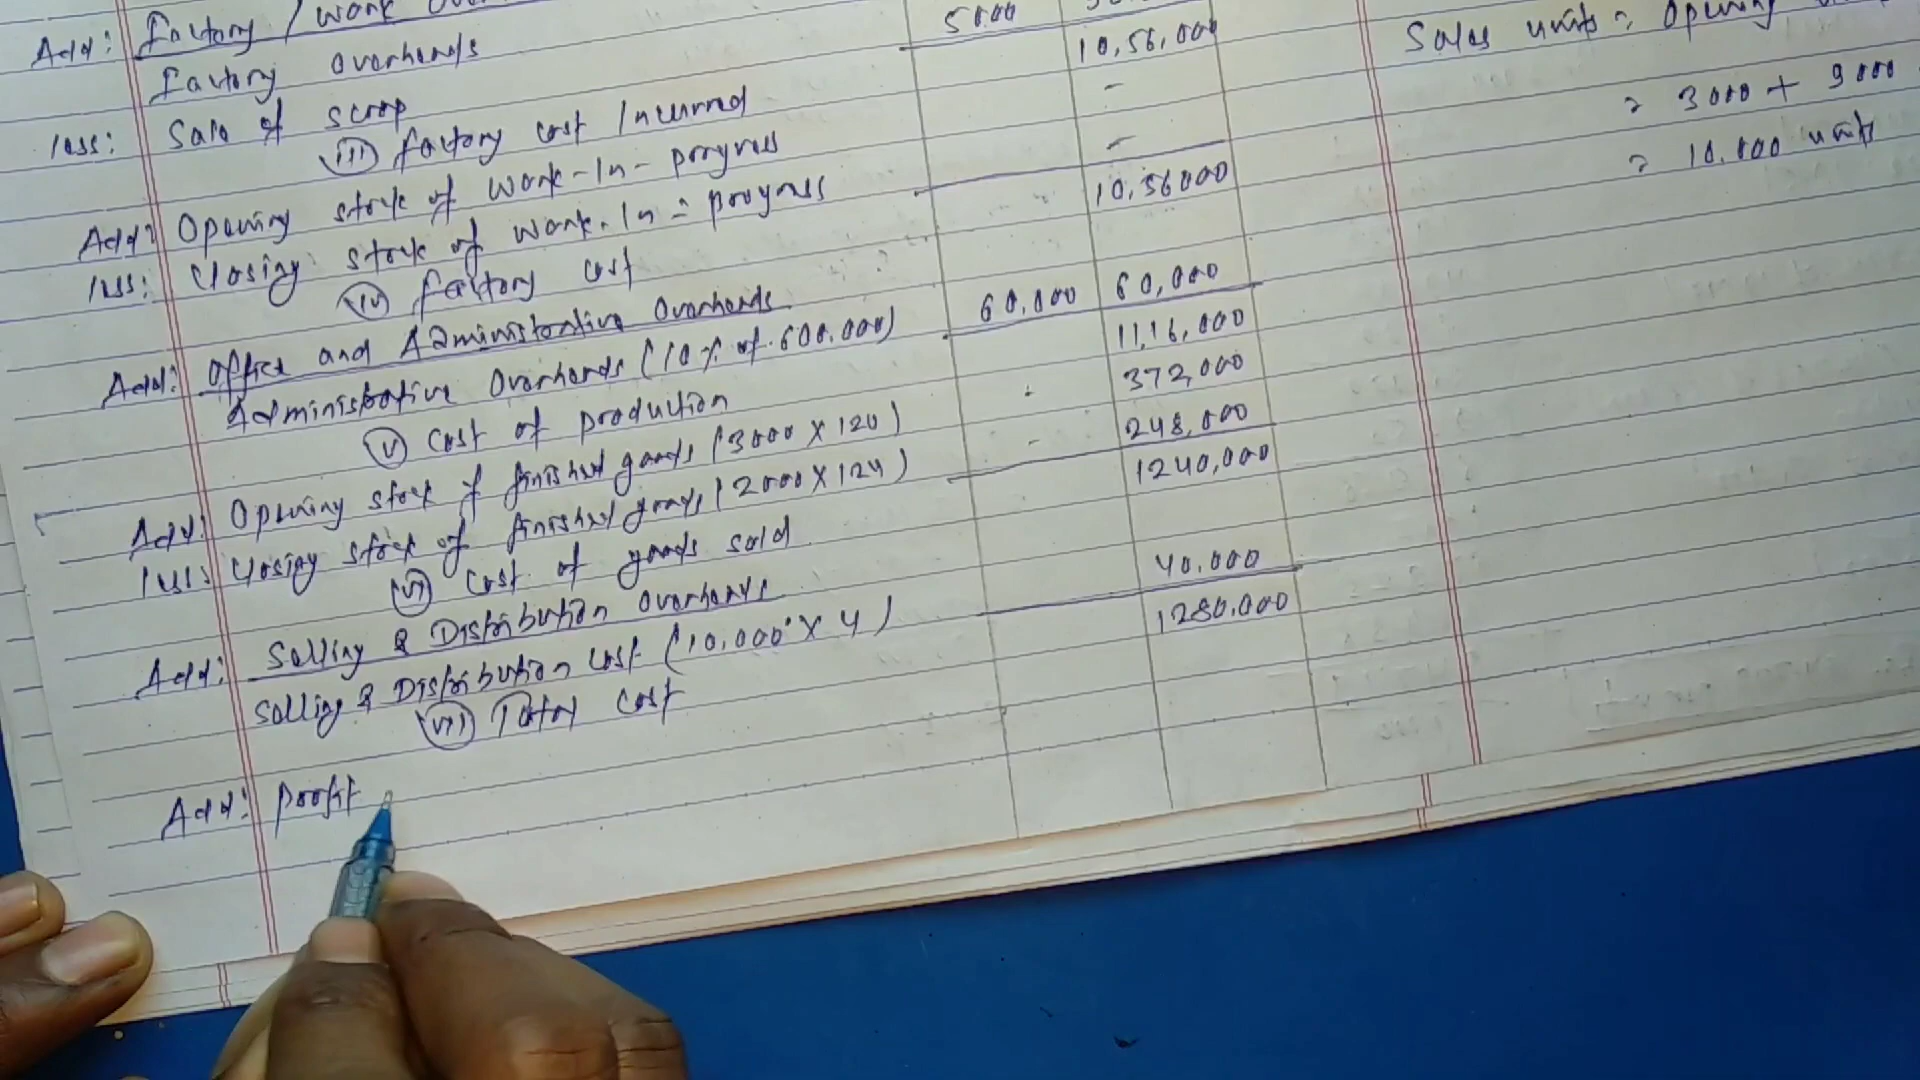 Add: Factory / Work
Factory overheads 5000
10,56,000
less: Sale of scrap -
(iii) factory cost Incurred
Add: Opening stock of work-In-progress -
less: Closing stock of work-In-progress
(iv) factory cost 10,56000
Add: Office and Administrative Overheads
Administrative Overheads (10% of 600.000) 60.000 60,000
(v) Cost of production 11,16,000
Add: Opening stock of finished goods (3000 X 120) 372,000
less: Closing stock of finished goods (2000 X 124) 248,000
(vi) Cost of goods sold 1240,000
Add: Selling & Distribution Overheads
Selling & Distribution cost (10,000 X 4) 40.000
(vii) Total cost 1280.000
Add: profit
Sales units = Opening
= 3000 + 9000
= 10.000 units